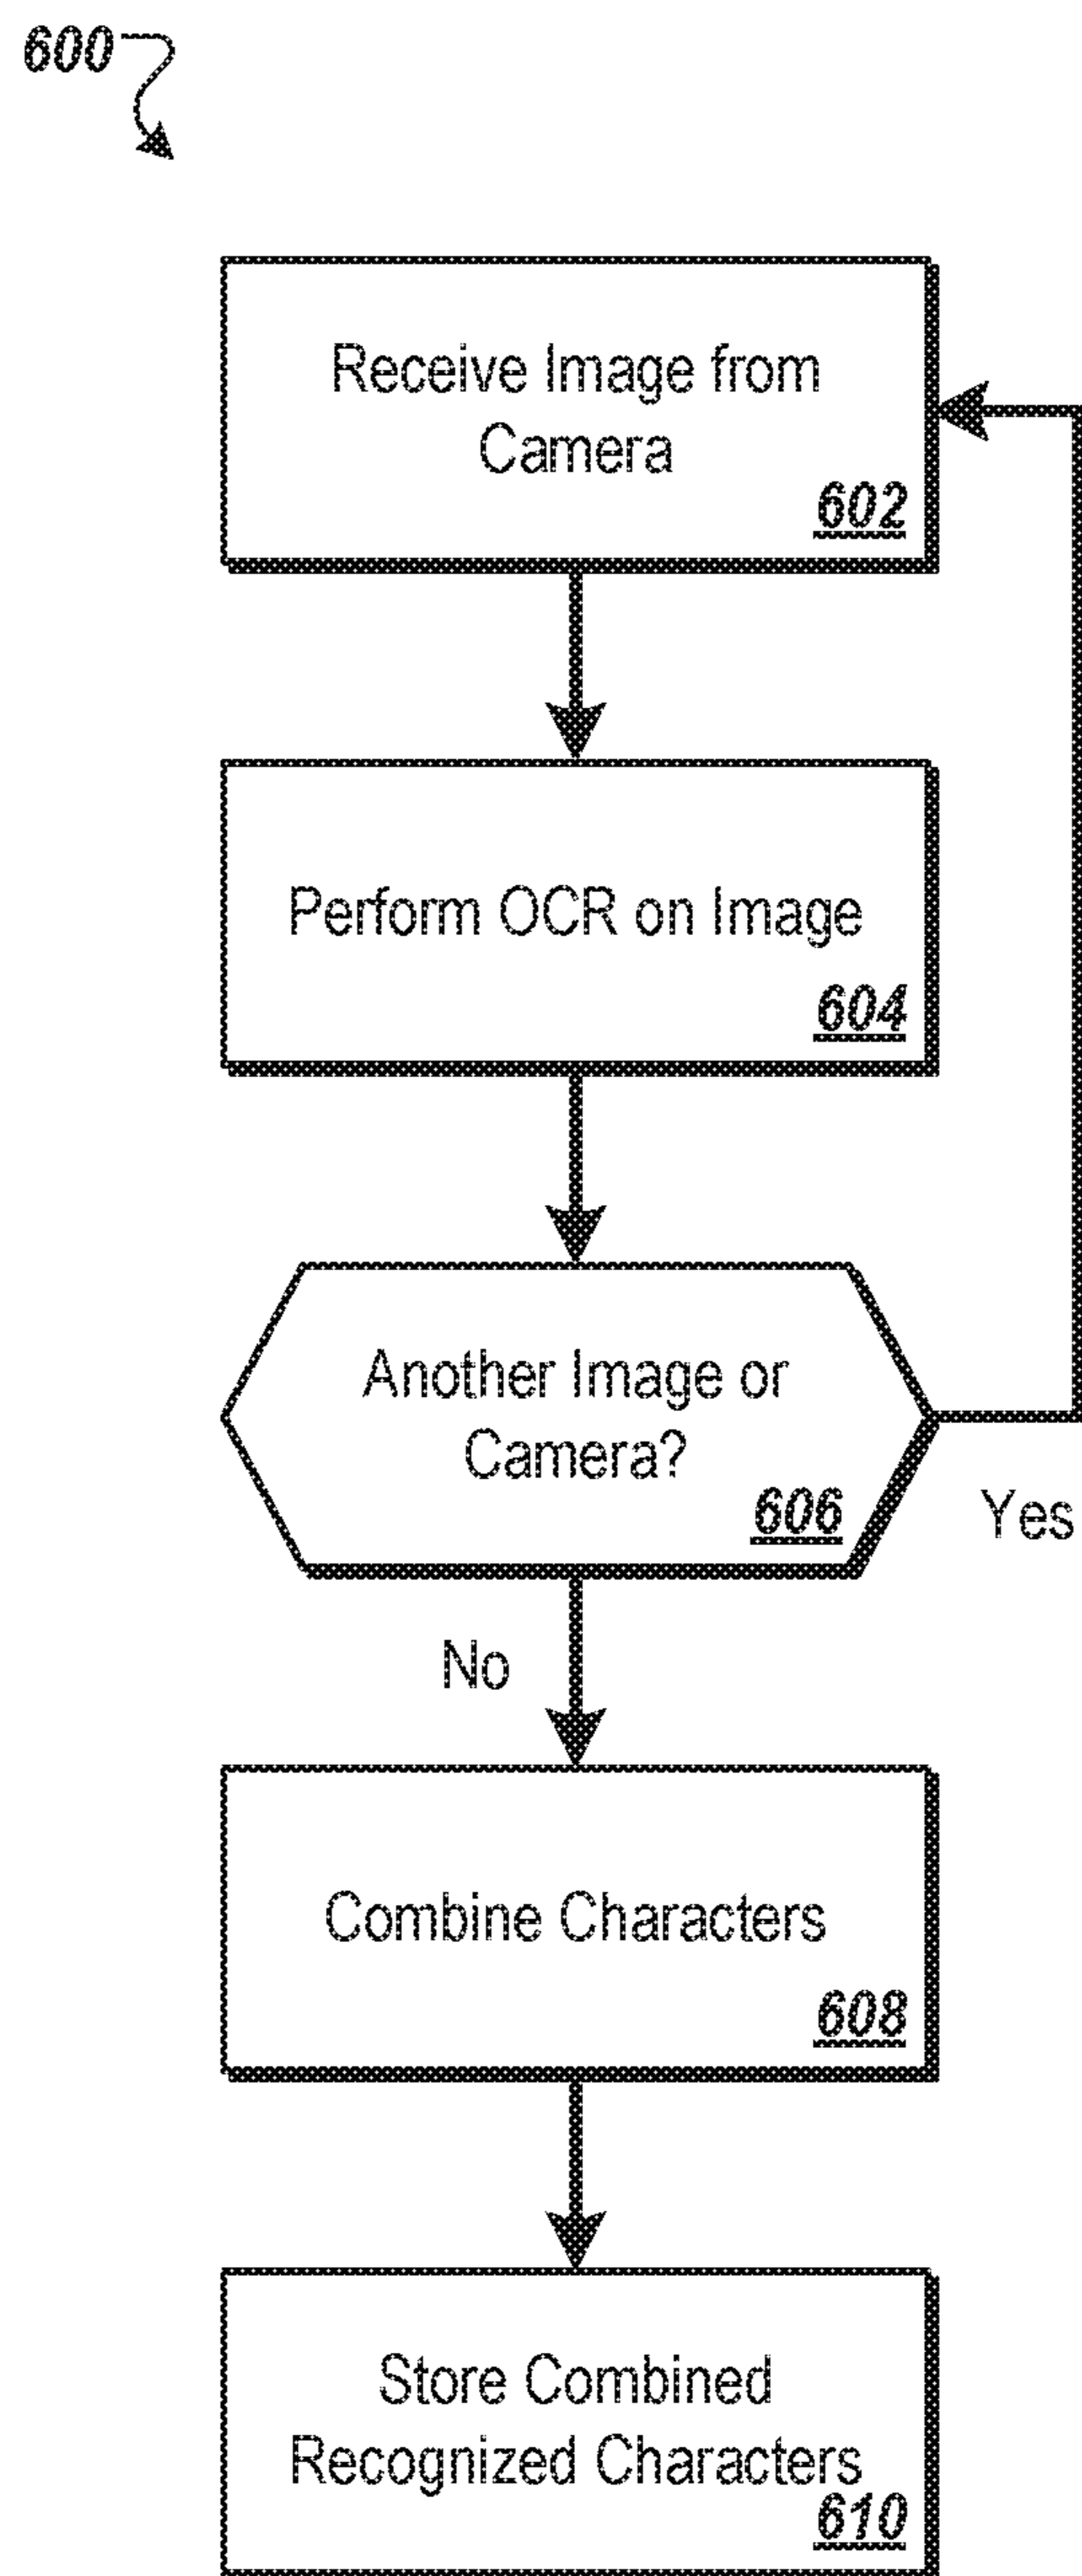 600
Receive Image from
Camera
602
Perform OCR on Image
604
Another Image or
Camera?
606
Yes
No
Combine Characters
608
Store Combined
Recognized Characters
610